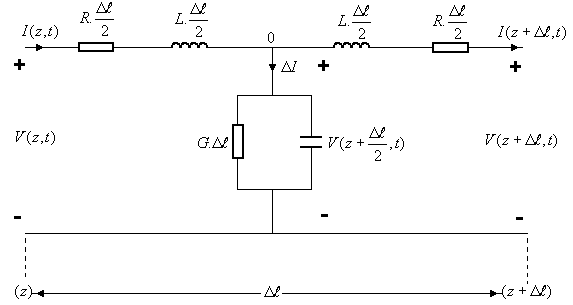 R.Δℓ/2 L.Δℓ/2 L.Δℓ/2 R.Δℓ/2
I(z,t) 0 I(z + Δℓ,t)
+ ΔI + +
V(z,t) G.Δℓ V(z + Δℓ/2 ,t) V(z + Δℓ,t)
- - -
(z) Δℓ (z + Δℓ)